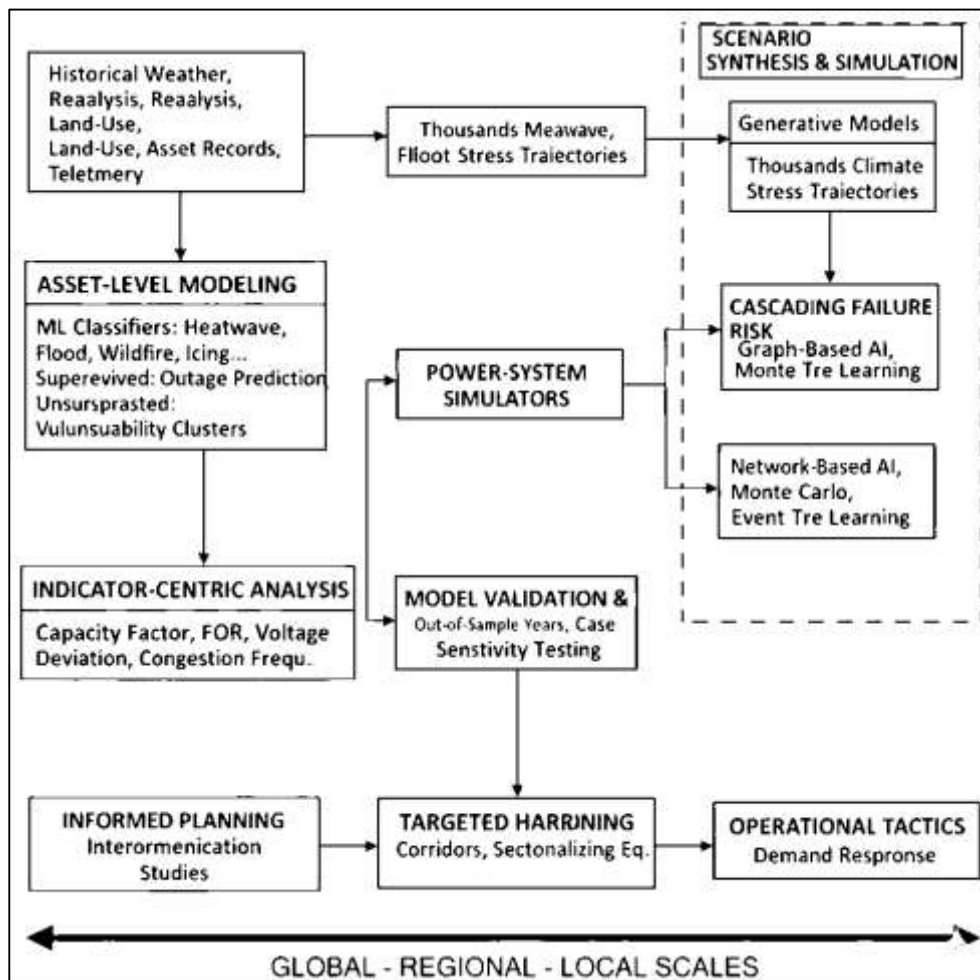 Historical Weather,
Reaalysis, Reaalysis,
Land-Use,
Land-Use, Asset Records,
Teletmery
Thousands Meawave,
Flloot Stress Traiectories
SCENARIO
SYNTHESIS & SIMULATION
Generative Models
Thousands Climate
Stress Traiectories
ASSET-LEVEL MODELING
ML Classifiers: Heatwave,
Flood, Wildfire, Icing...
Superevived: Outage Prediction
Unsursprasted:
Vulunsuability Clusters
POWER-SYSTEM
SIMULATORS
CASCADING FAILURE
RISK
Graph-Based AI,
Monte Tre Learning
Network-Based AI,
Monte Carlo,
Event Tre Learning
INDICATOR-CENTRIC ANALYSIS
Capacity Factor, FOR, Voltage
Deviation, Congestion Frequ.
MODEL VALIDATION &
Out-of-Sample Years, Case
Senstivity Testing
INFORMED PLANNING
Interormenication
Studies
TARGETED HARRJNING
Corridors, Sectonalizing Eq.
OPERATIONAL TACTICS
Demand Respronse
GLOBAL - REGIONAL - LOCAL SCALES